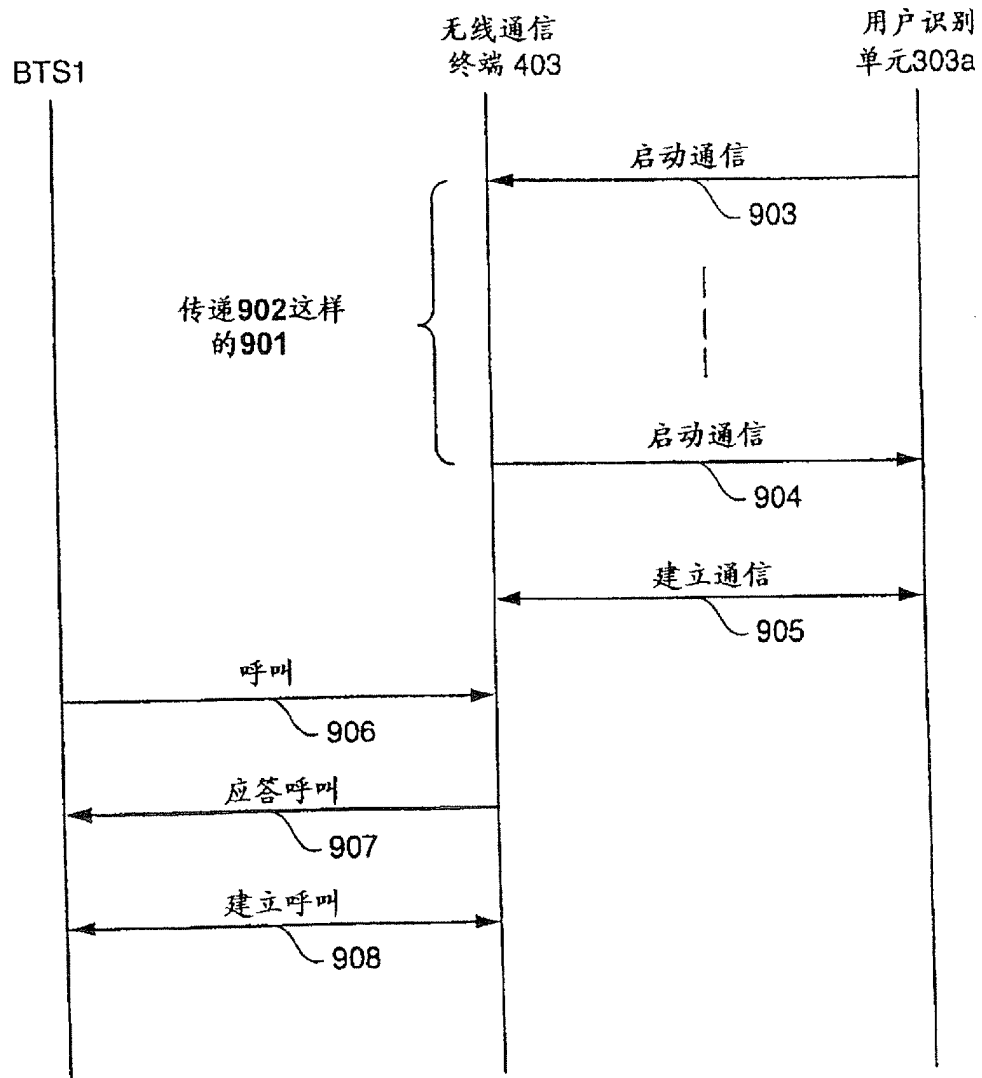 BTS1
无线通信
终端 403
用户识别
单元303a
启动通信
903
传递902这样
的901
启动通信
904
建立通信
905
呼叫
906
应答呼叫
907
建立呼叫
908